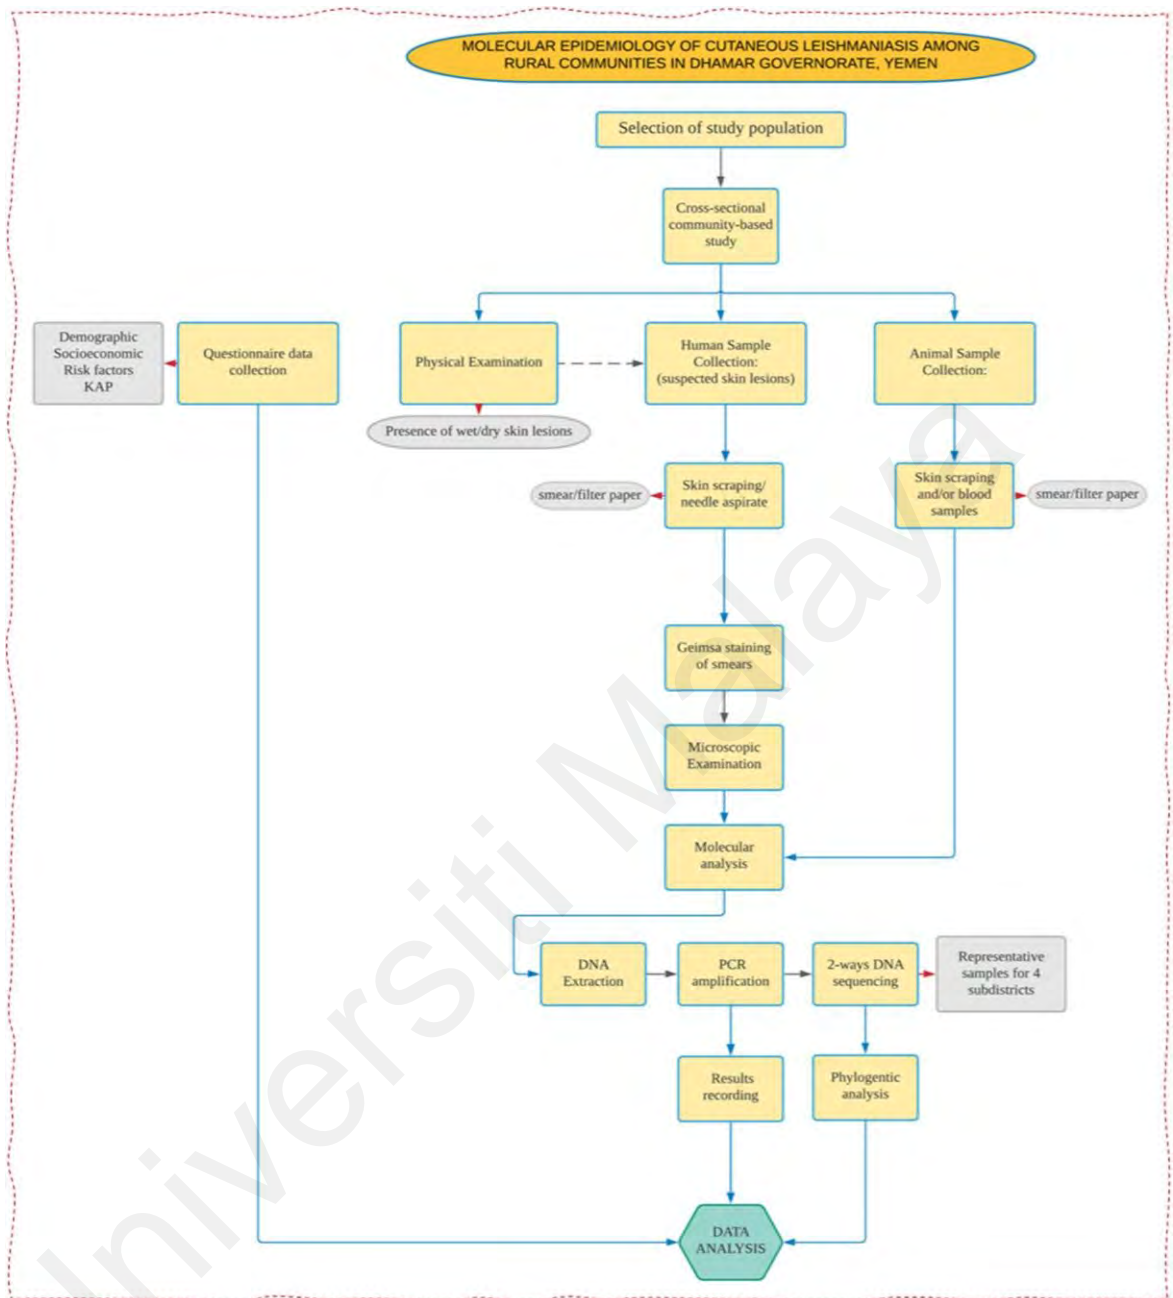 MOLECULAR EPIDEMIOLOGY OF CUTANEOUS LEISHMANIASIS AMONG
RURAL COMMUNITIES IN DHAMAR GOVERNORATE, YEMEN
Selection of study population
Cross-sectional
community-based
study
Demographic
Socioeconomic
Risk factors
KAP
Questionnaire data
collection
Physical Examination
Human Sample
Collection:
(suspected skin lesions)
Animal Sample
Collection:
Presence of wet/dry skin lesions
smear/filter paper
Skin scraping/
needle aspirate
Skin scraping
and/or blood
samples
smear/filter paper
Geimsa staining
of smears
Microscopic
Examination
Molecular
analysis
DNA
Extraction
PCR
amplification
2-ways DNA
sequencing
Representative
samples for 4
subdistricts
Results
recording
Phylogentic
analysis
DATA
ANALYSIS
Universiti Malaya